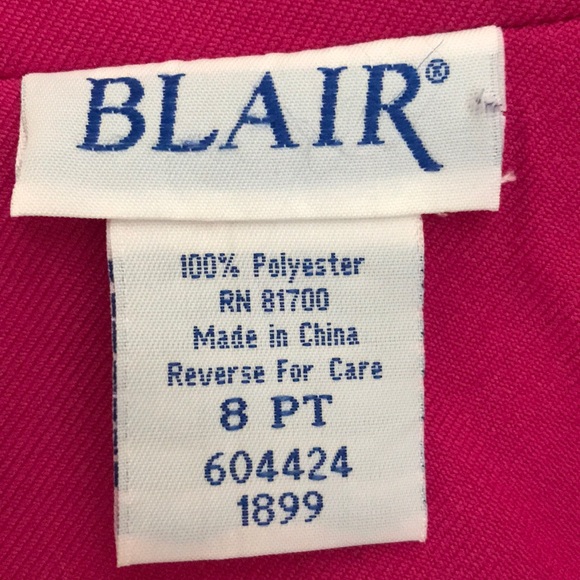 BLAIR®
100% Polyester
RN 81700
Made in China
Reverse For Care
8 PT
604424
1899